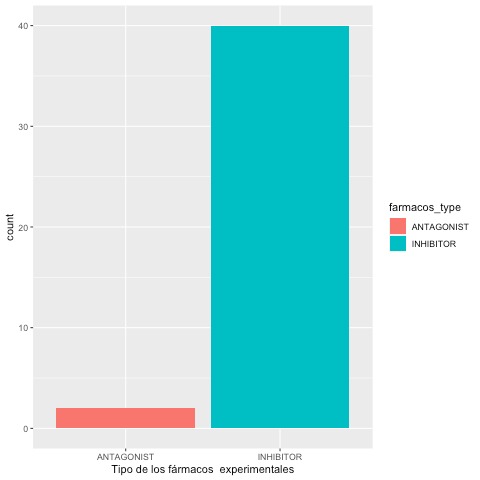 40
30
20
10
0
count
ANTAGONIST
INHIBITOR
Tipo de los fármacos  experimentales
farmacos_type
ANTAGONIST
INHIBITOR